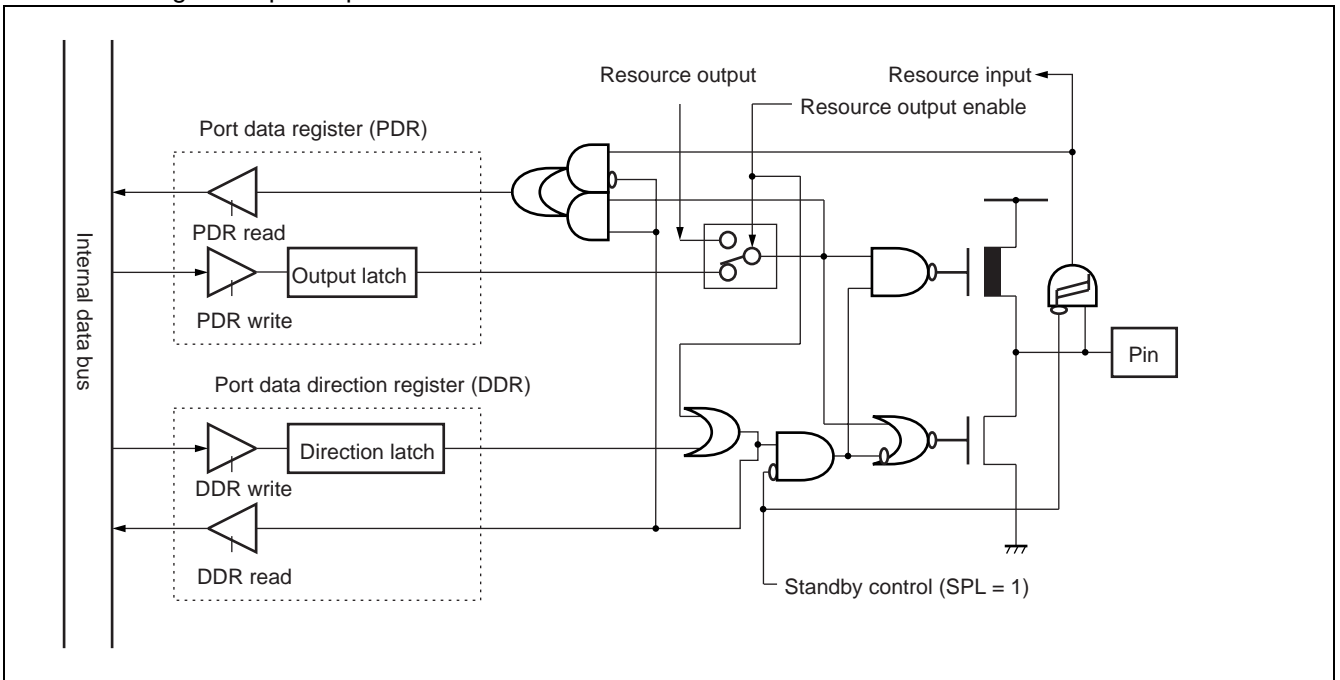 Resource output
Resource input
Resource output enable
Port data register (PDR)
PDR read
Output latch
PDR write
Internal data bus
Pin
Port data direction register (DDR)
Direction latch
DDR write
DDR read
Standby control (SPL = 1)